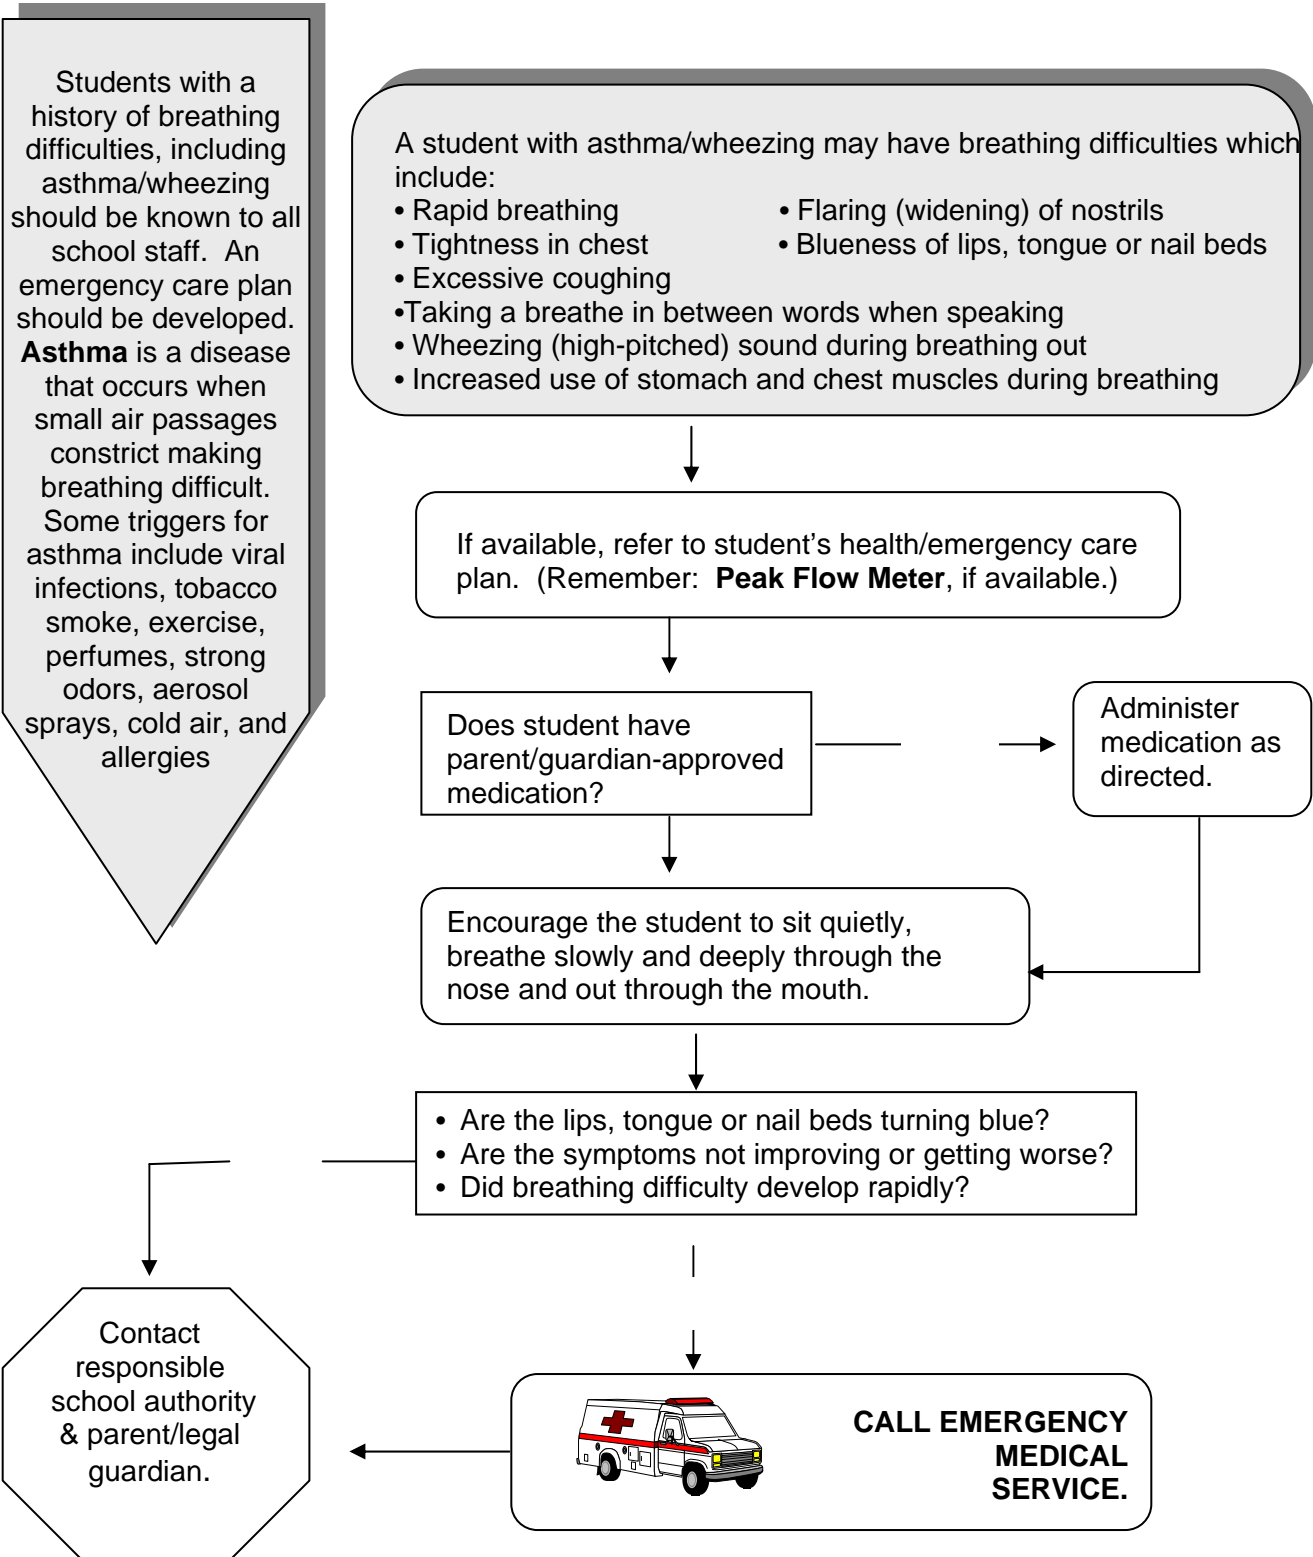 Students with a
history of breathing
difficulties, including
asthma/wheezing
should be known to all
school staff.  An
emergency care plan
should be developed.
Asthma is a disease
that occurs when
small air passages
constrict making
breathing difficult.
Some triggers for
asthma include viral
infections, tobacco
smoke, exercise,
perfumes, strong
odors, aerosol
sprays, cold air, and
allergies
A student with asthma/wheezing may have breathing difficulties which
include:
• Rapid breathing • Flaring (widening) of nostrils
• Tightness in chest • Blueness of lips, tongue or nail beds
• Excessive coughing
•Taking a breathe in between words when speaking
• Wheezing (high-pitched) sound during breathing out
• Increased use of stomach and chest muscles during breathing
If available, refer to student's health/emergency care
plan.  (Remember:  Peak Flow Meter, if available.)
Does student have
parent/guardian-approved
medication?
Administer
medication as
directed.
Encourage the student to sit quietly,
breathe slowly and deeply through the
nose and out through the mouth.
• Are the lips, tongue or nail beds turning blue?
• Are the symptoms not improving or getting worse?
• Did breathing difficulty develop rapidly?
Contact
responsible
school authority
& parent/legal
guardian.
CALL EMERGENCY
MEDICAL
SERVICE.